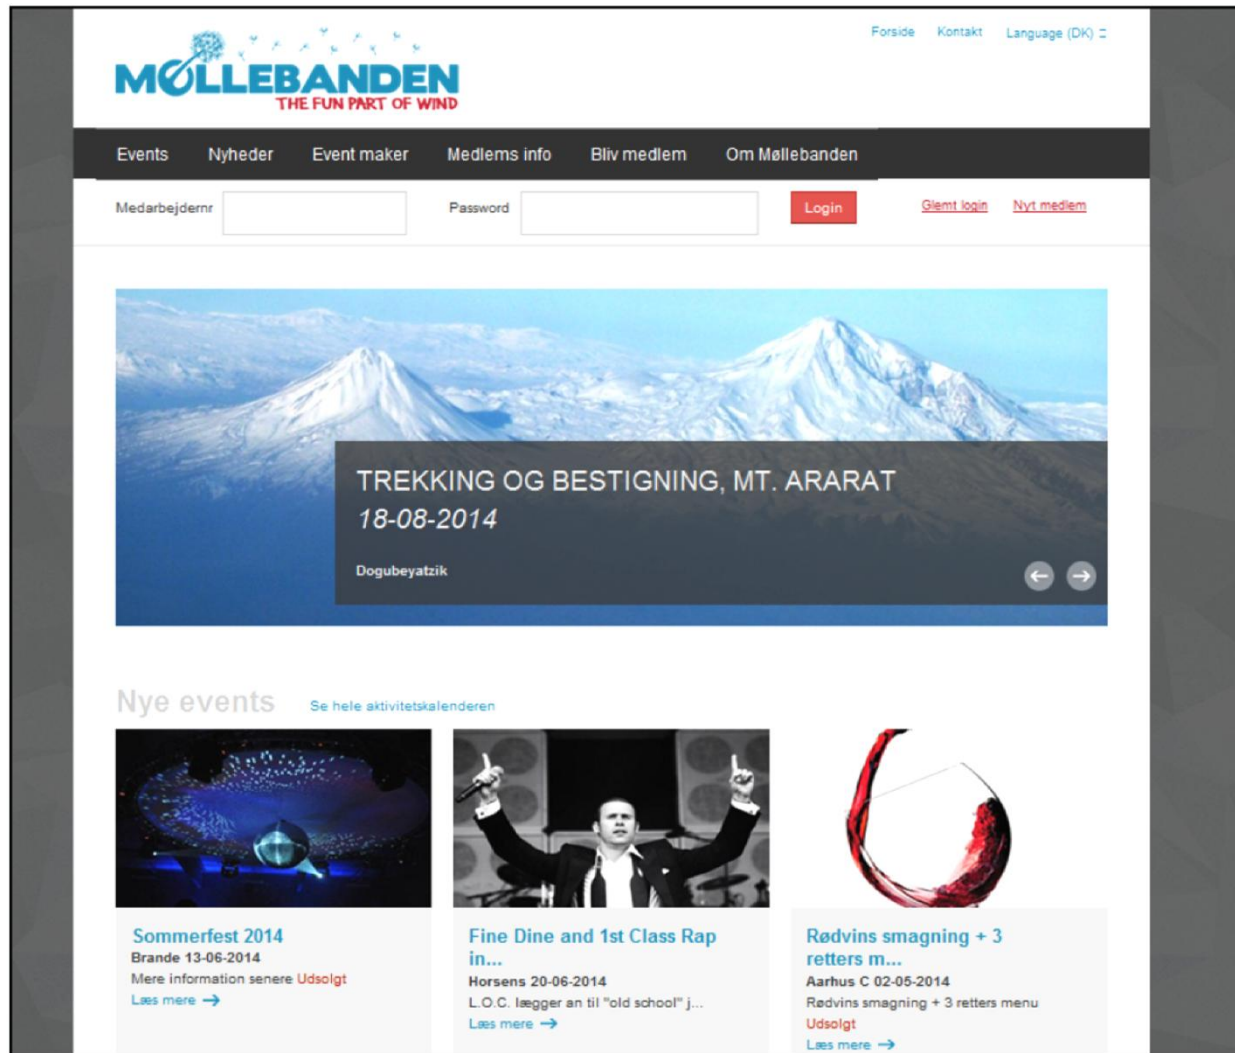 Forside Kontakt Language (DK)
MØLLEBANDEN
THE FUN PART OF WIND
Events Nyheder Event maker Medlems info Bliv medlem Om Møllebanden
Medarbejdernr Password Login Glemt login Nyt medlem
TREKKING OG BESTIGNING, MT. ARARAT
18-08-2014
Dogubeyatzik
Nye events Se hele aktivitetskalenderen
Sommerfest 2014
Brande 13-06-2014
Mere information senere Udsolgt
Læs mere →
Fine Dine and 1st Class Rap
in...
Horsens 20-06-2014
L.O.C. lægger an til "old school" j...
Læs mere →
Rødvins smagning + 3
retters m...
Aarhus C 02-05-2014
Rødvins smagning + 3 retters menu
Udsolgt
Læs mere →